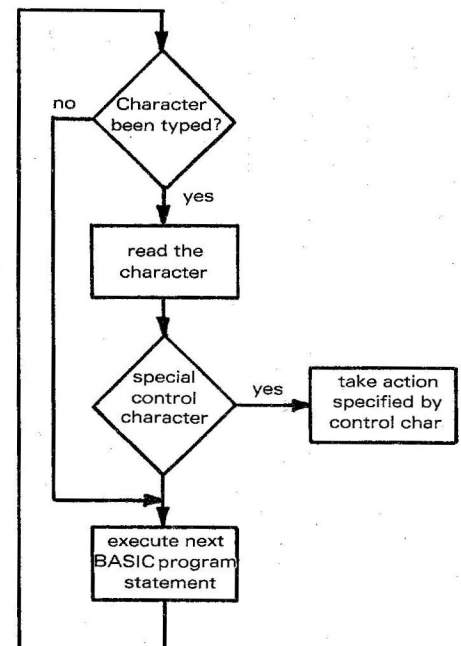 Character
been typed?
no
yes
read the
character
special
control
character
yes
take action
specified by
control char
execute next
BASIC program
statement